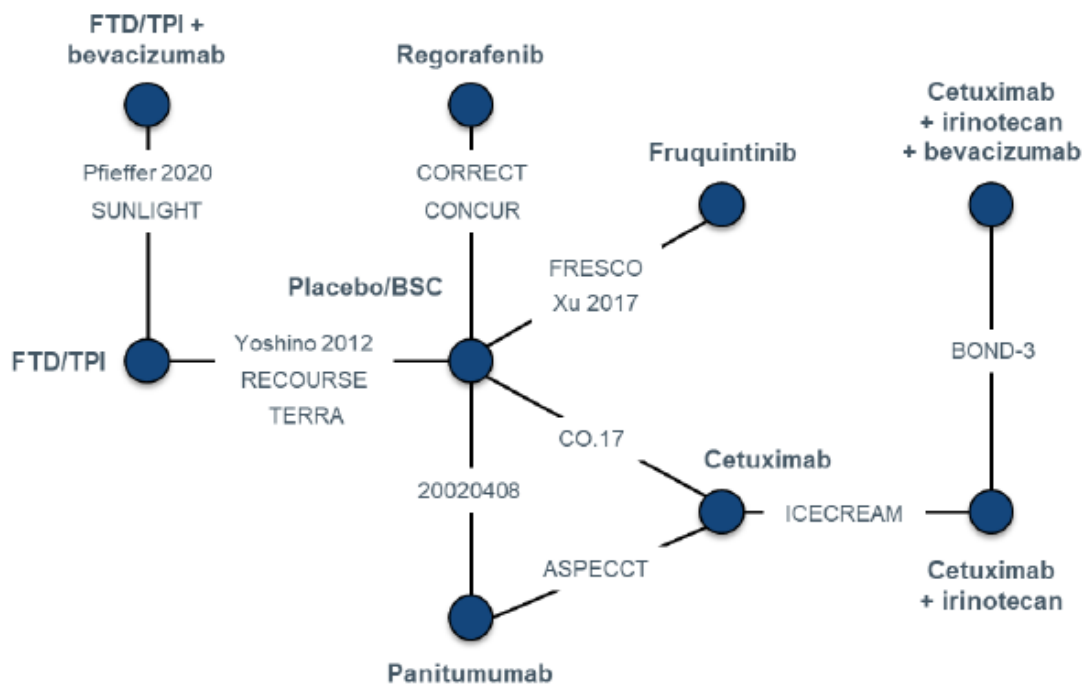 FTD/TPI +
bevacizumab
Regorafenib
Cetuximab
+ irinotecan
+ bevacizumab
Fruquintinib
Pfieffer 2020
SUNLIGHT
CORRECT
CONCUR
FRESCO
Xu 2017
Placebo/BSC
FTD/TPI
Yoshino 2012
RECOURSE
TERRA
BOND-3
CO.17
Cetuximab
20020408
ICECREAM
ASPECCT
Cetuximab
+ irinotecan
Panitumumab